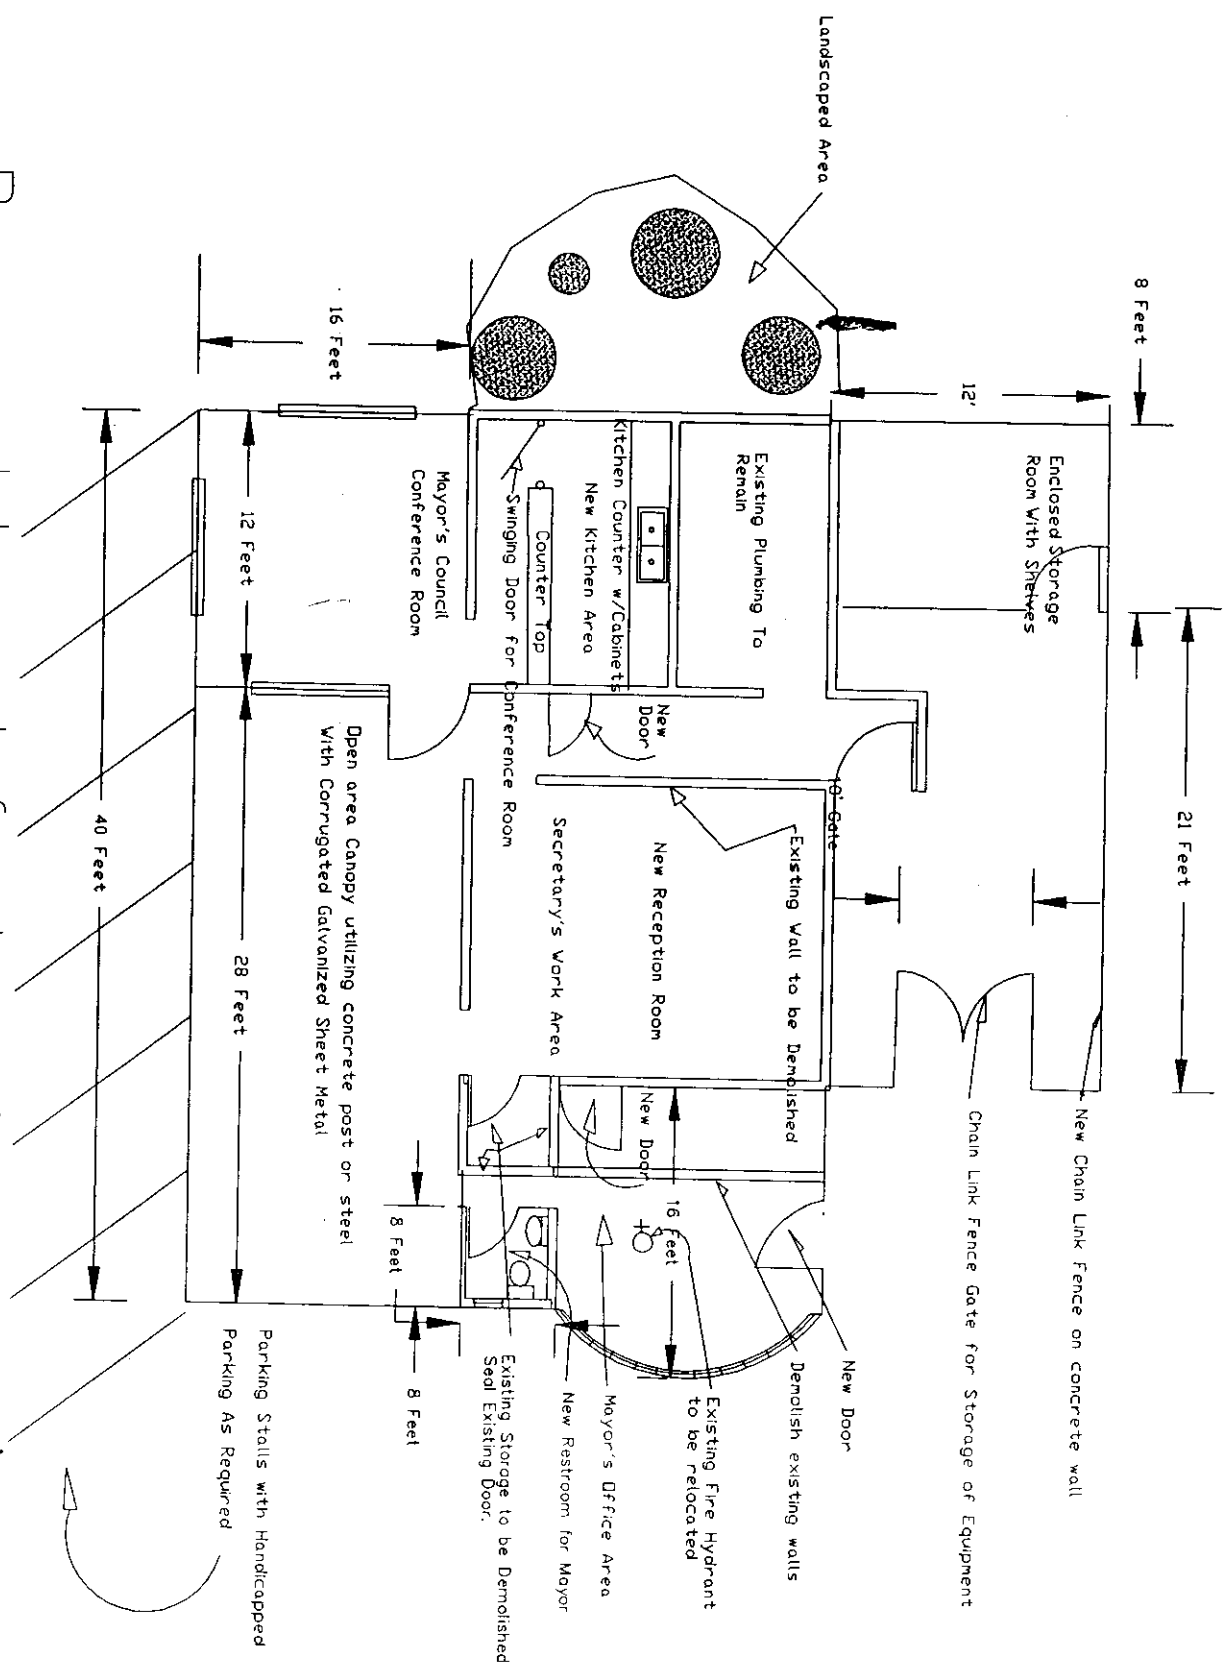 Landscaped Area
8 Feet
12'
21 Feet
16 Feet
Enclosed Storage
Room With Shelves
Existing Plumbing To
Remain
Kitchen Counter w/Cabinets
New Kitchen Area
Counter Top
Swinging Door for Conference Room
Mayor's Council
Conference Room
12 Feet
New
Door
10' Gate
Existing Wall to be Demolished
New Reception Room
Secretary's Work Area
Open area Canopy utilizing concrete post or steel
With Corrugated Galvanized Sheet Metal
28 Feet
40 Feet
New Door
16 Feet
8 Feet
8 Feet
New Chain Link Fence on concrete wall
Chain Link Fence Gate for Storage of Equipment
New Door
Demolish existing walls
Existing Fire Hydrant
to be relocated
Mayor's Office Area
New Restroom for Mayor
Existing Storage to be Demolished
Seal Existing Door.
Parking Stalls with Handicapped
Parking As Required